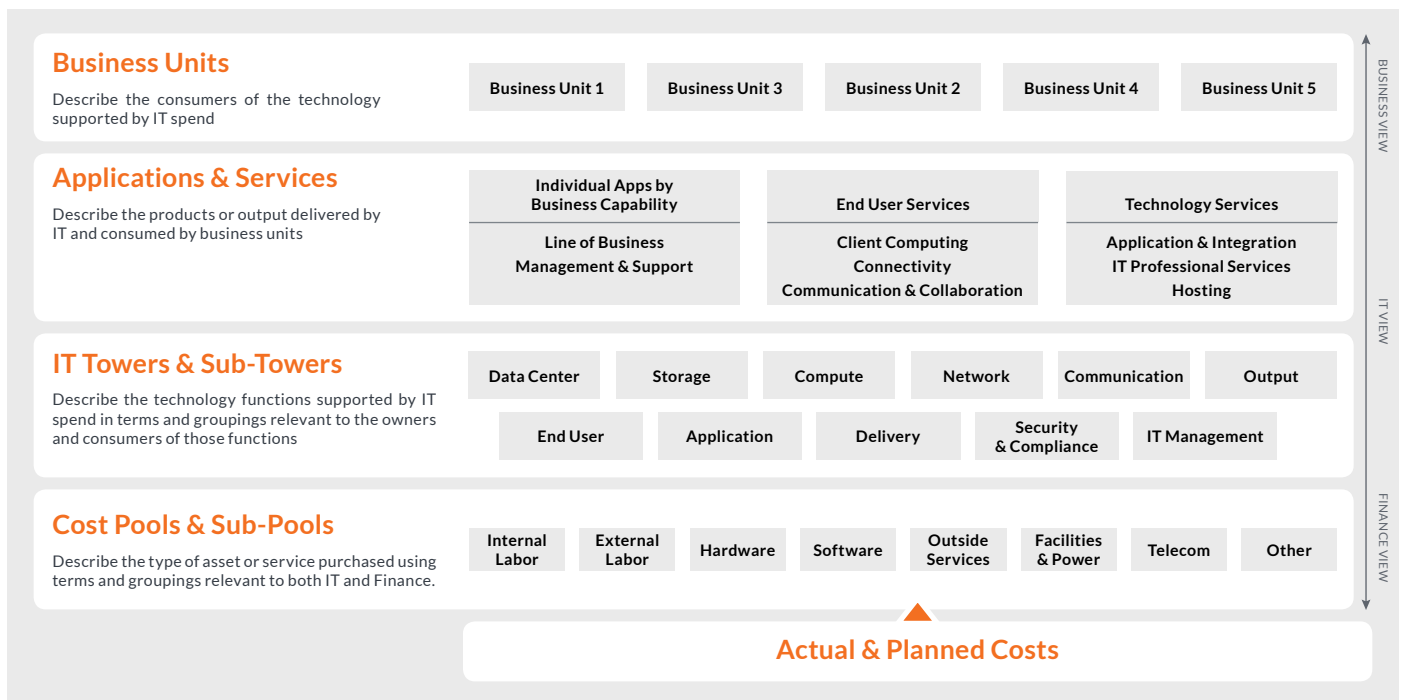 Business Units
Describe the consumers of the technology
supported by IT spend
Business Unit 1
Business Unit 3
Business Unit 2
Business Unit 4
Business Unit 5
BUSINESS VIEW
Applications & Services
Describe the products or output delivered by
IT and consumed by business units
Individual Apps by
Business Capability
Line of Business
Management & Support
End User Services
Client Computing
Connectivity
Communication & Collaboration
Technology Services
Application & Integration
IT Professional Services
Hosting
IT VIEW
IT Towers & Sub-Towers
Describe the technology functions supported by IT
spend in terms and groupings relevant to the owners
and consumers of those functions
Data Center
Storage
Compute
Network
Communication
Output
End User
Application
Delivery
Security
& Compliance
IT Management
Cost Pools & Sub-Pools
Describe the type of asset or service purchased using
terms and groupings relevant to both IT and Finance.
Internal
Labor
External
Labor
Hardware
Software
Outside
Services
Facilities
& Power
Telecom
Other
FINANCE VIEW
Actual & Planned Costs